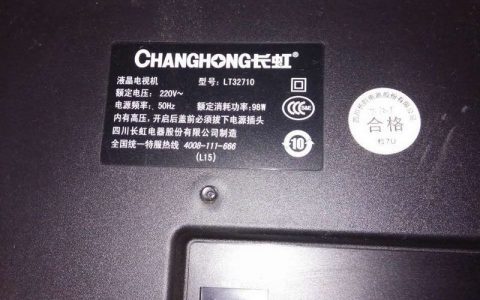 CHANGHONG长虹
液晶电视机 型号: LT32710
额定电压: 220V~
电源频率: 50Hz 额定消耗功率:98W
内有高压,开启后盖前必须拔下电源插头
四川长虹电器股份有限公司制造
全国统一特服热线 4008-111-666
(L15)
10
合格